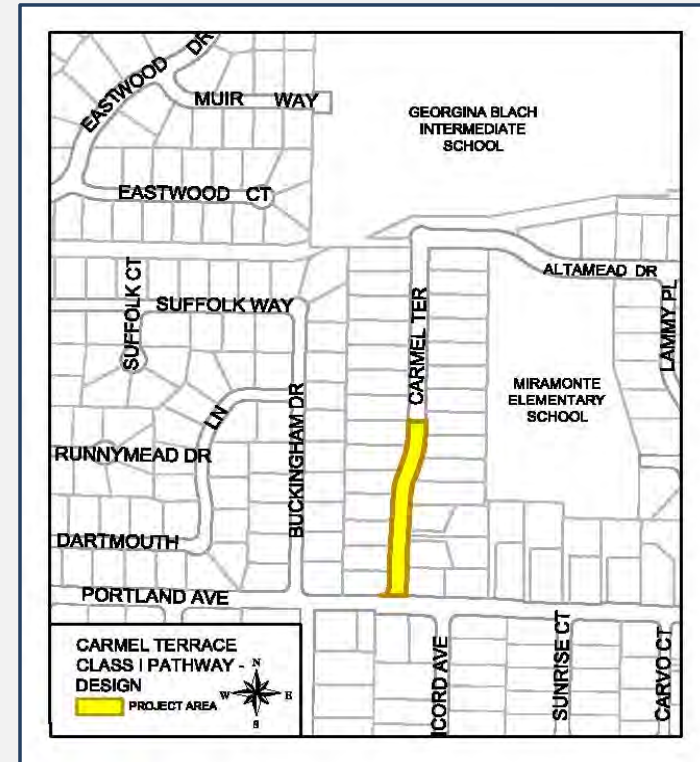 EASTWOOD DR
MUIR WAY
GEORGINA BLACH
INTERMEDIATE
SCHOOL
EASTWOOD CT
SUFFOLK CT
ALTAMEAD DR
SUFFOLK WAY
CARMEL TER
LAMMY PL
MIRAMONTE
ELEMENTARY
SCHOOL
LN
BUCKINGHAM DR
RUNNYMEAD DR
DARTMOUTH
PORTLAND AVE
CARMEL TERRACE
CLASS I PATHWAY -
DESIGN
N
W E
S
PROJECT AREA
ICORD AVE
SUNRISE CT
CARVO CT